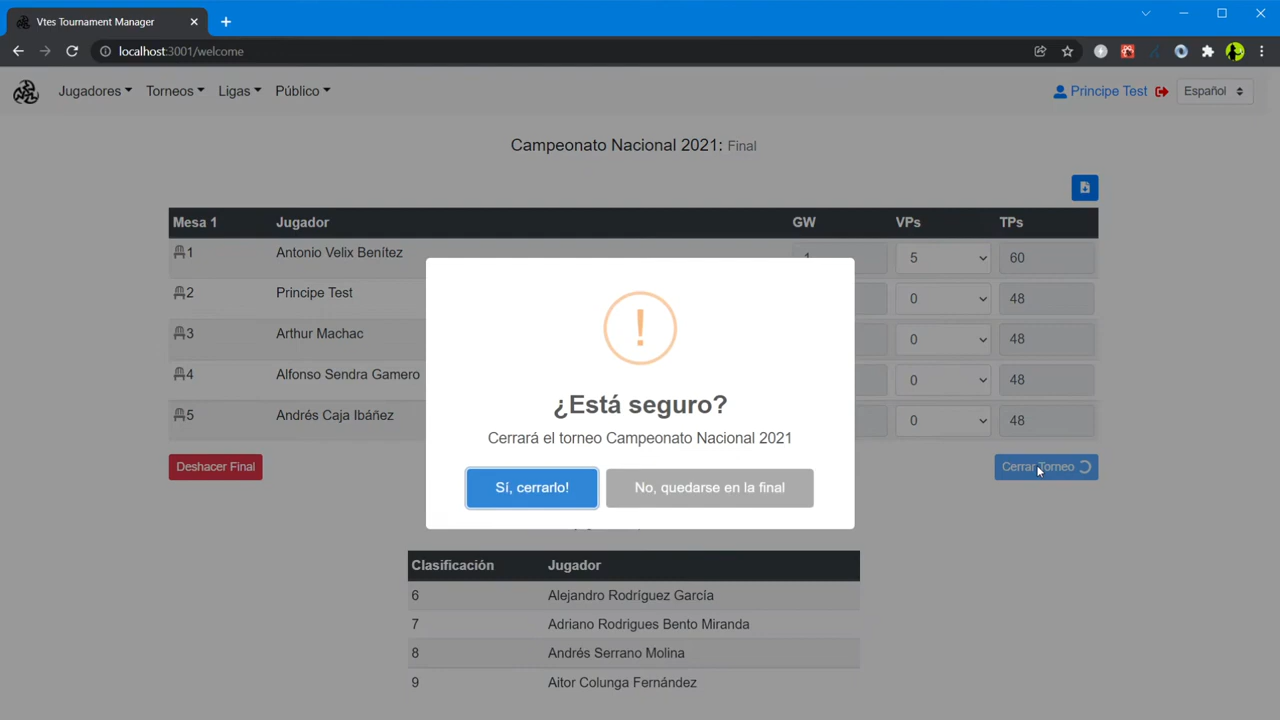 Vtes Tournament Manager
localhost:3001/welcome
Jugadores Torneos Ligas Público Principe Test Español
Campeonato Nacional 2021: Final
Mesa 1 Jugador GW VPs TPs
1 Antonio Velix Benítez 1 5 60
2 Principe Test 0 48
3 Arthur Machac 0 48
4 Alfonso Sendra Gamero 0 48
5 Andrés Caja Ibáñez 0 48
Deshacer Final Cerrar Torneo
!
¿Está seguro?
Cerrará el torneo Campeonato Nacional 2021
Sí, cerrarlo! No, quedarse en la final
Clasificación Jugador
6 Alejandro Rodríguez García
7 Adriano Rodrigues Bento Miranda
8 Andrés Serrano Molina
9 Aitor Colunga Fernández